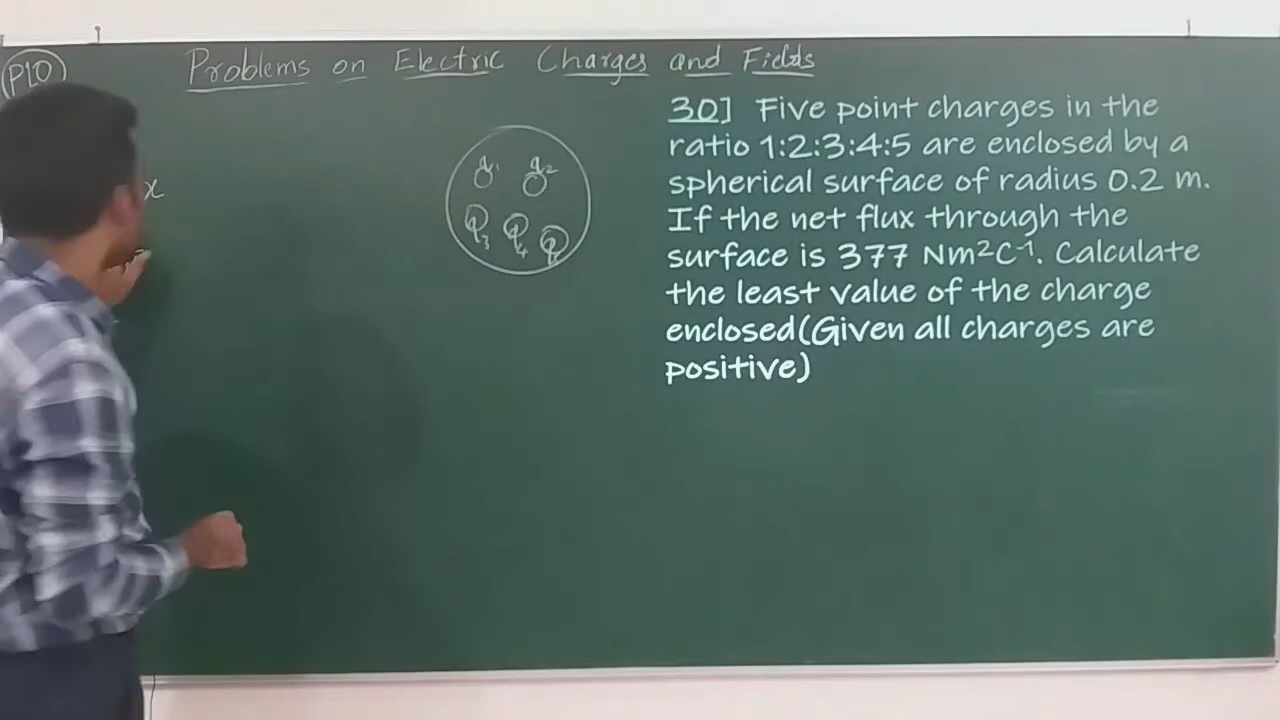 P10
Problems on Electric Charges and Fields
30] Five point charges in the
ratio 1:2:3:4:5 are enclosed by a
spherical surface of radius 0.2 m.
If the net flux through the
surface is 377 Nm²C⁻¹. Calculate
the least value of the charge
enclosed(Given all charges are
positive)
q1 q2
q3 q4
x